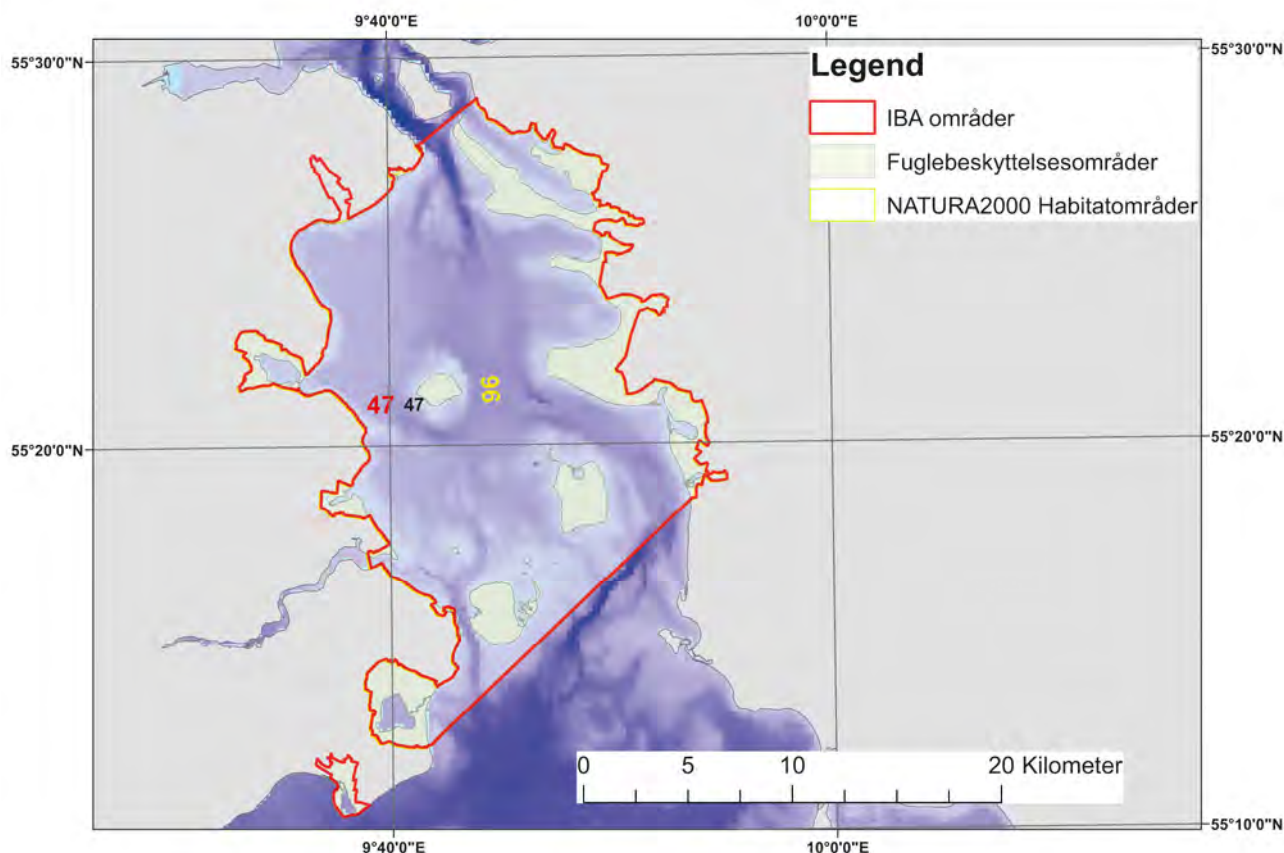 9°40'0"E
10°0'0"E
55°30'0"N
55°30'0"N
Legend
IBA områder
Fuglebeskyttelsesområder
NATURA2000 Habitatområder
96
47
47
55°20'0"N
55°20'0"N
0
5
10
20 Kilometer
55°10'0"N
9°40'0"E
10°0'0"E